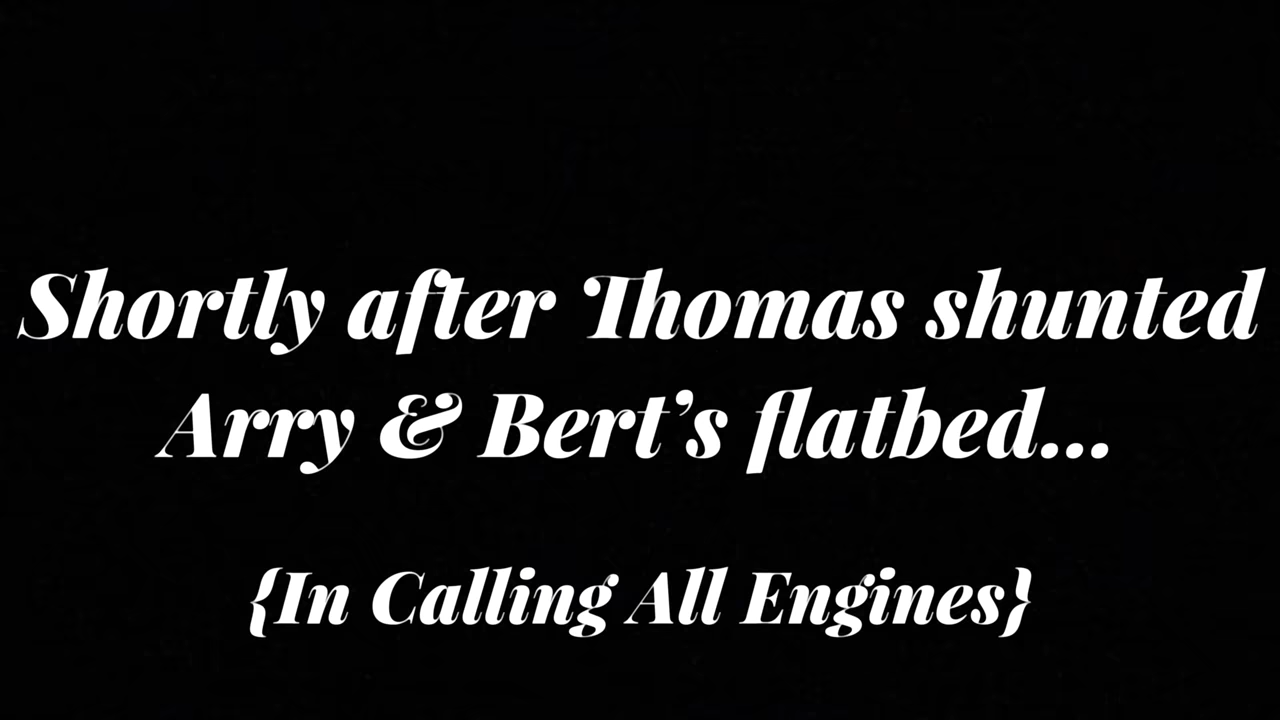 Shortly after Thomas shunted
Arry & Bert's flatbed...
{In Calling All Engines}